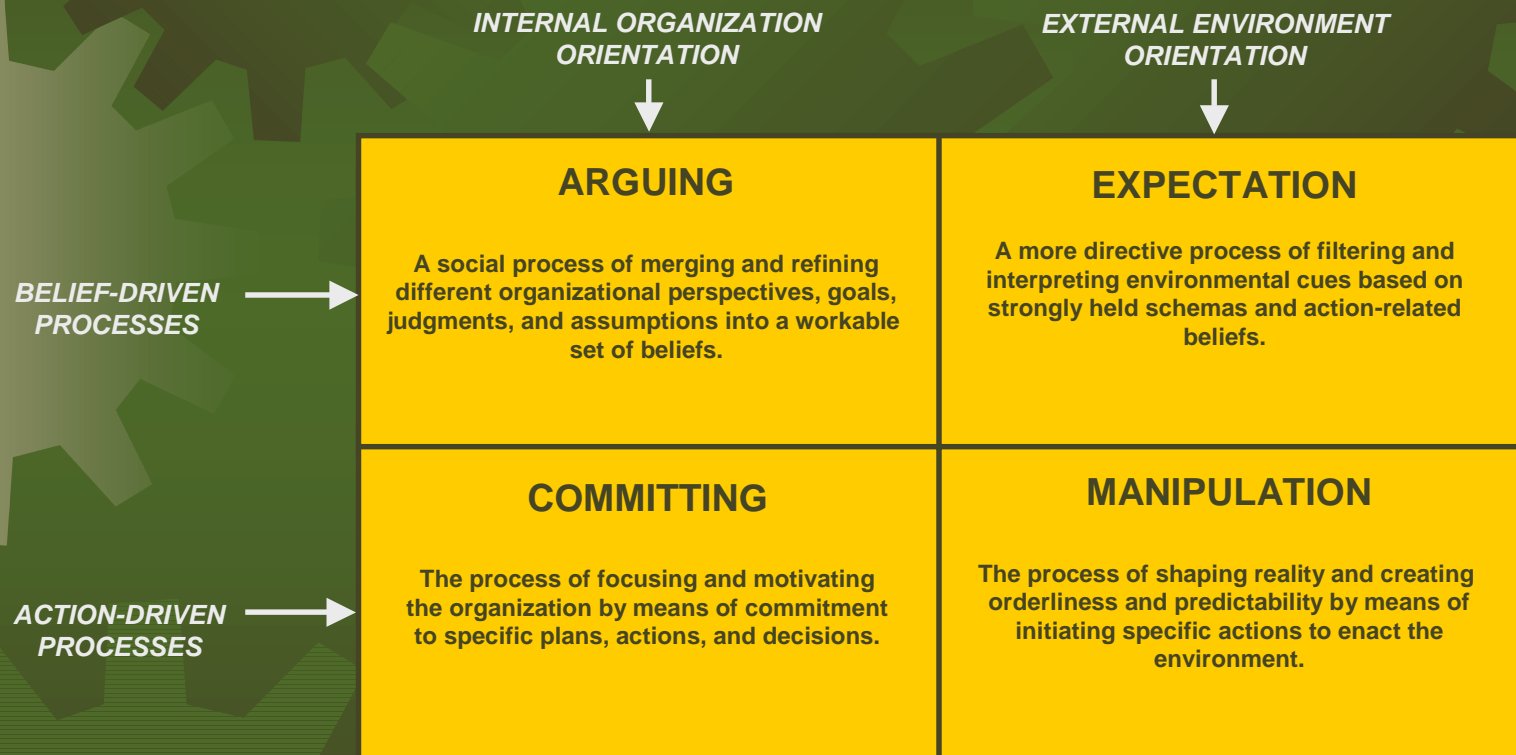 INTERNAL ORGANIZATION
ORIENTATION
EXTERNAL ENVIRONMENT
ORIENTATION
BELIEF-DRIVEN
PROCESSES
ARGUING
A social process of merging and refining
different organizational perspectives, goals,
judgments, and assumptions into a workable
set of beliefs.
EXPECTATION
A more directive process of filtering and
interpreting environmental cues based on
strongly held schemas and action-related
beliefs.
ACTION-DRIVEN
PROCESSES
COMMITTING
The process of focusing and motivating
the organization by means of commitment
to specific plans, actions, and decisions.
MANIPULATION
The process of shaping reality and creating
orderliness and predictability by means of
initiating specific actions to enact the
environment.